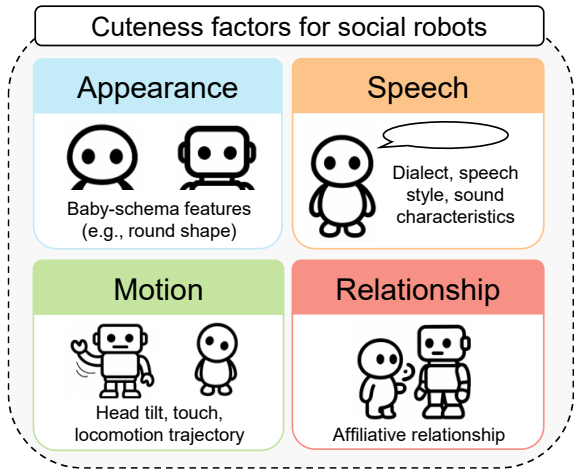 Cuteness factors for social robots
Appearance
Baby-schema features
(e.g., round shape)
Speech
Dialect, speech
style, sound
characteristics
Motion
Head tilt, touch,
locomotion trajectory
Relationship
Affiliative relationship